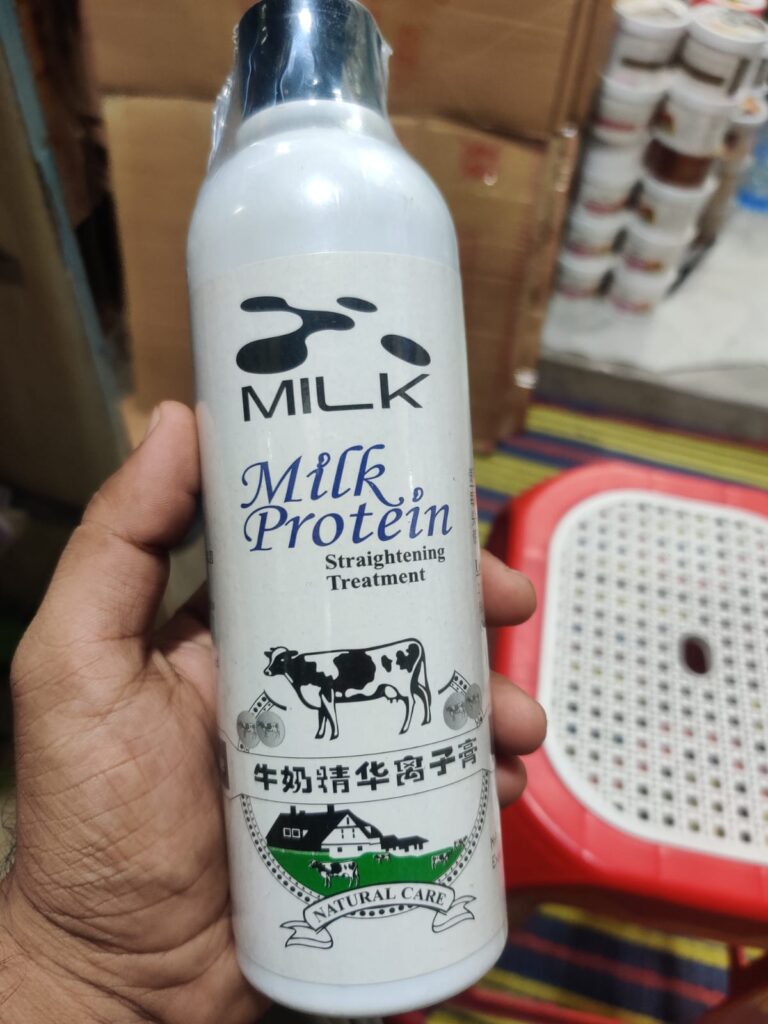 MILK
Milk
Protein
Straightening
Treatment
牛奶精华离子膏
NATURAL CARE